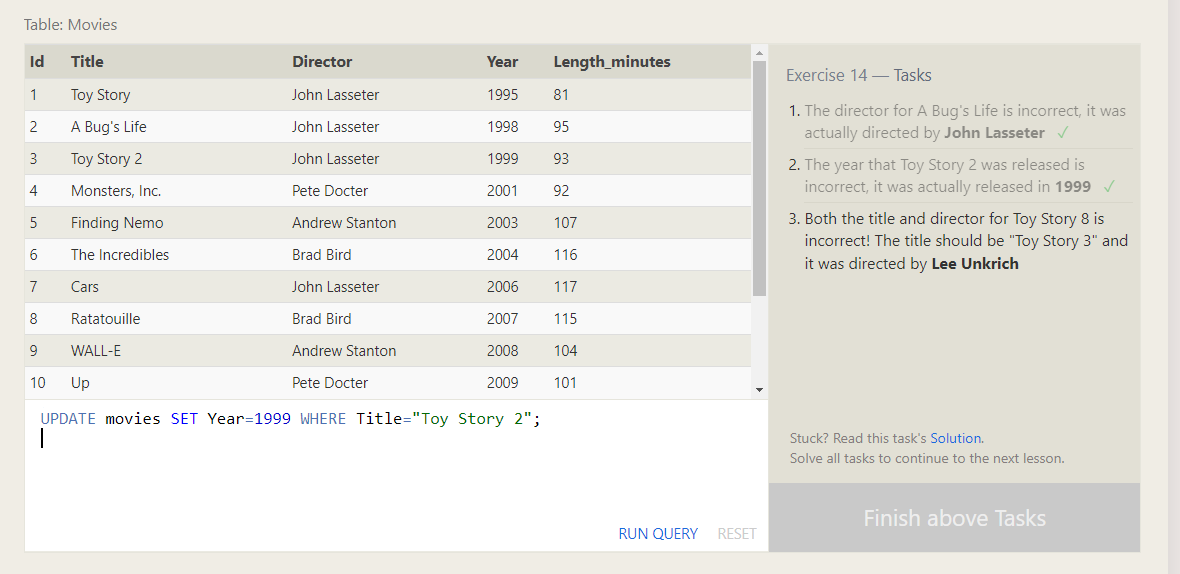 Table: Movies
Id Title Director Year Length_minutes
1 Toy Story John Lasseter 1995 81
2 A Bug's Life John Lasseter 1998 95
3 Toy Story 2 John Lasseter 1999 93
4 Monsters, Inc. Pete Docter 2001 92
5 Finding Nemo Andrew Stanton 2003 107
6 The Incredibles Brad Bird 2004 116
7 Cars John Lasseter 2006 117
8 Ratatouille Brad Bird 2007 115
9 WALL-E Andrew Stanton 2008 104
10 Up Pete Docter 2009 101
UPDATE movies SET Year=1999 WHERE Title="Toy Story 2";
RUN QUERY RESET
Exercise 14 — Tasks
1. The director for A Bug's Life is incorrect, it was
actually directed by John Lasseter ✓
2. The year that Toy Story 2 was released is
incorrect, it was actually released in 1999 ✓
3. Both the title and director for Toy Story 8 is
incorrect! The title should be "Toy Story 3" and
it was directed by Lee Unkrich
Stuck? Read this task's Solution.
Solve all tasks to continue to the next lesson.
Finish above Tasks